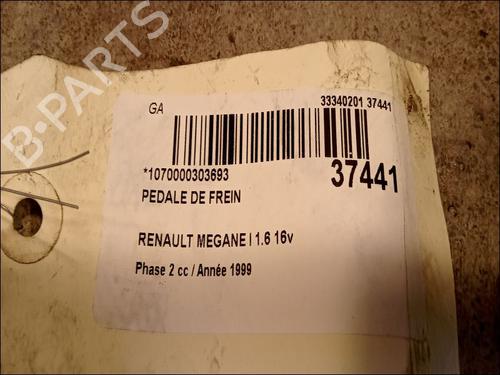 B-PARTS
GA
33340201 37441
*1070000303693
37441
PEDALE DE FREIN
RENAULT MEGANE I 1.6 16v
Phase 2 cc / Année 1999